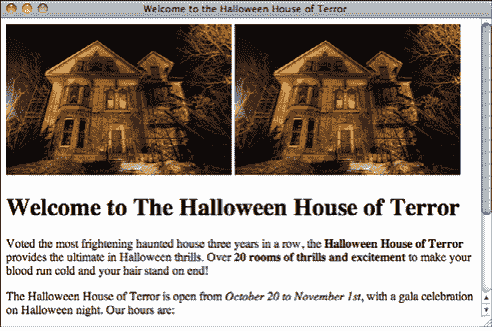 Welcome to the Halloween House of Terror
Welcome to The Halloween House of Terror
Voted the most frightening haunted house three years in a row, the Halloween House of Terror
provides the ultimate in Halloween thrills. Over 20 rooms of thrills and excitement to make your
blood run cold and your hair stand on end!
The Halloween House of Terror is open from October 20 to November 1st, with a gala celebration
on Halloween night. Our hours are: